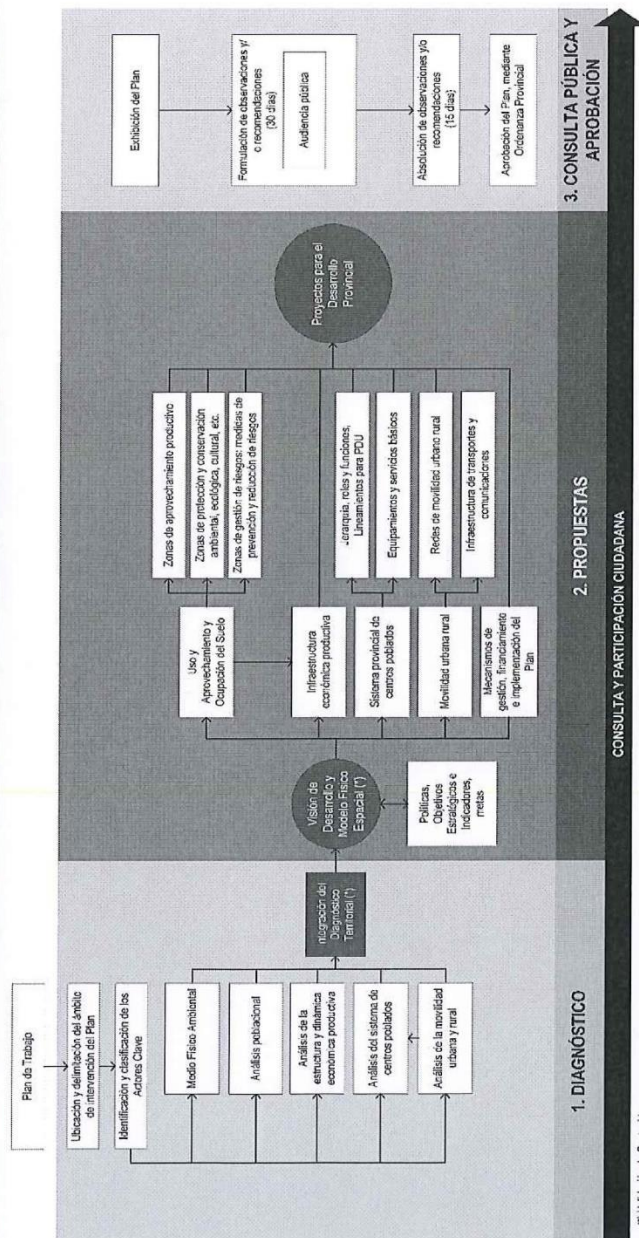 Plan de Trabajo
Ubicación y delimitación del ámbito
de intervención del Plan
Identificación y clasificación de los
Actores Clave
Medio Físico Ambiental
Análisis poblacional
Análisis de la
estructura y dinámica
económica productiva
Análisis del sistema de
centros poblados
Análisis de la movilidad
urbana y rural
Integración del
Diagnóstico
Territorial (*)
1. DIAGNÓSTICO
Visión de
Desarrollo y
Modelo Físico
Espacial (*)
Políticas,
Objetivos
Estratégicos e
Indicadores,
metas
Uso y
Aprovechamiento y
Ocupación del Suelo
Infraestructura
económica productiva
Sistema provincial de
centros poblados
Movilidad urbana rural
Mecanismos de
gestión, financiamiento
e implementación del
Plan
Zonas de aprovechamiento productivo
Zonas de protección y conservación
ambiental, ecológica, cultural, etc.
Zonas de gestión de riesgos: medidas de
prevención y reducción de riesgos
Jerarquía, roles y funciones,
Lineamientos para PDU
Equipamientos y servicios básicos
Redes de movilidad urbano rural
Infraestructura de transportes y
comunicaciones
Proyectos para el
Desarrollo
Provincial
2. PROPUESTAS
Exhibición del Plan
Formulación de observaciones y/
o recomendaciones
(30 días)
Audiencia pública
Absolución de observaciones y/o
recomendaciones
(15 días)
Aprobación del Plan, mediante
Ordenanza Provincial
3. CONSULTA PÚBLICA Y
APROBACIÓN
CONSULTA Y PARTICIPACIÓN CIUDADANA